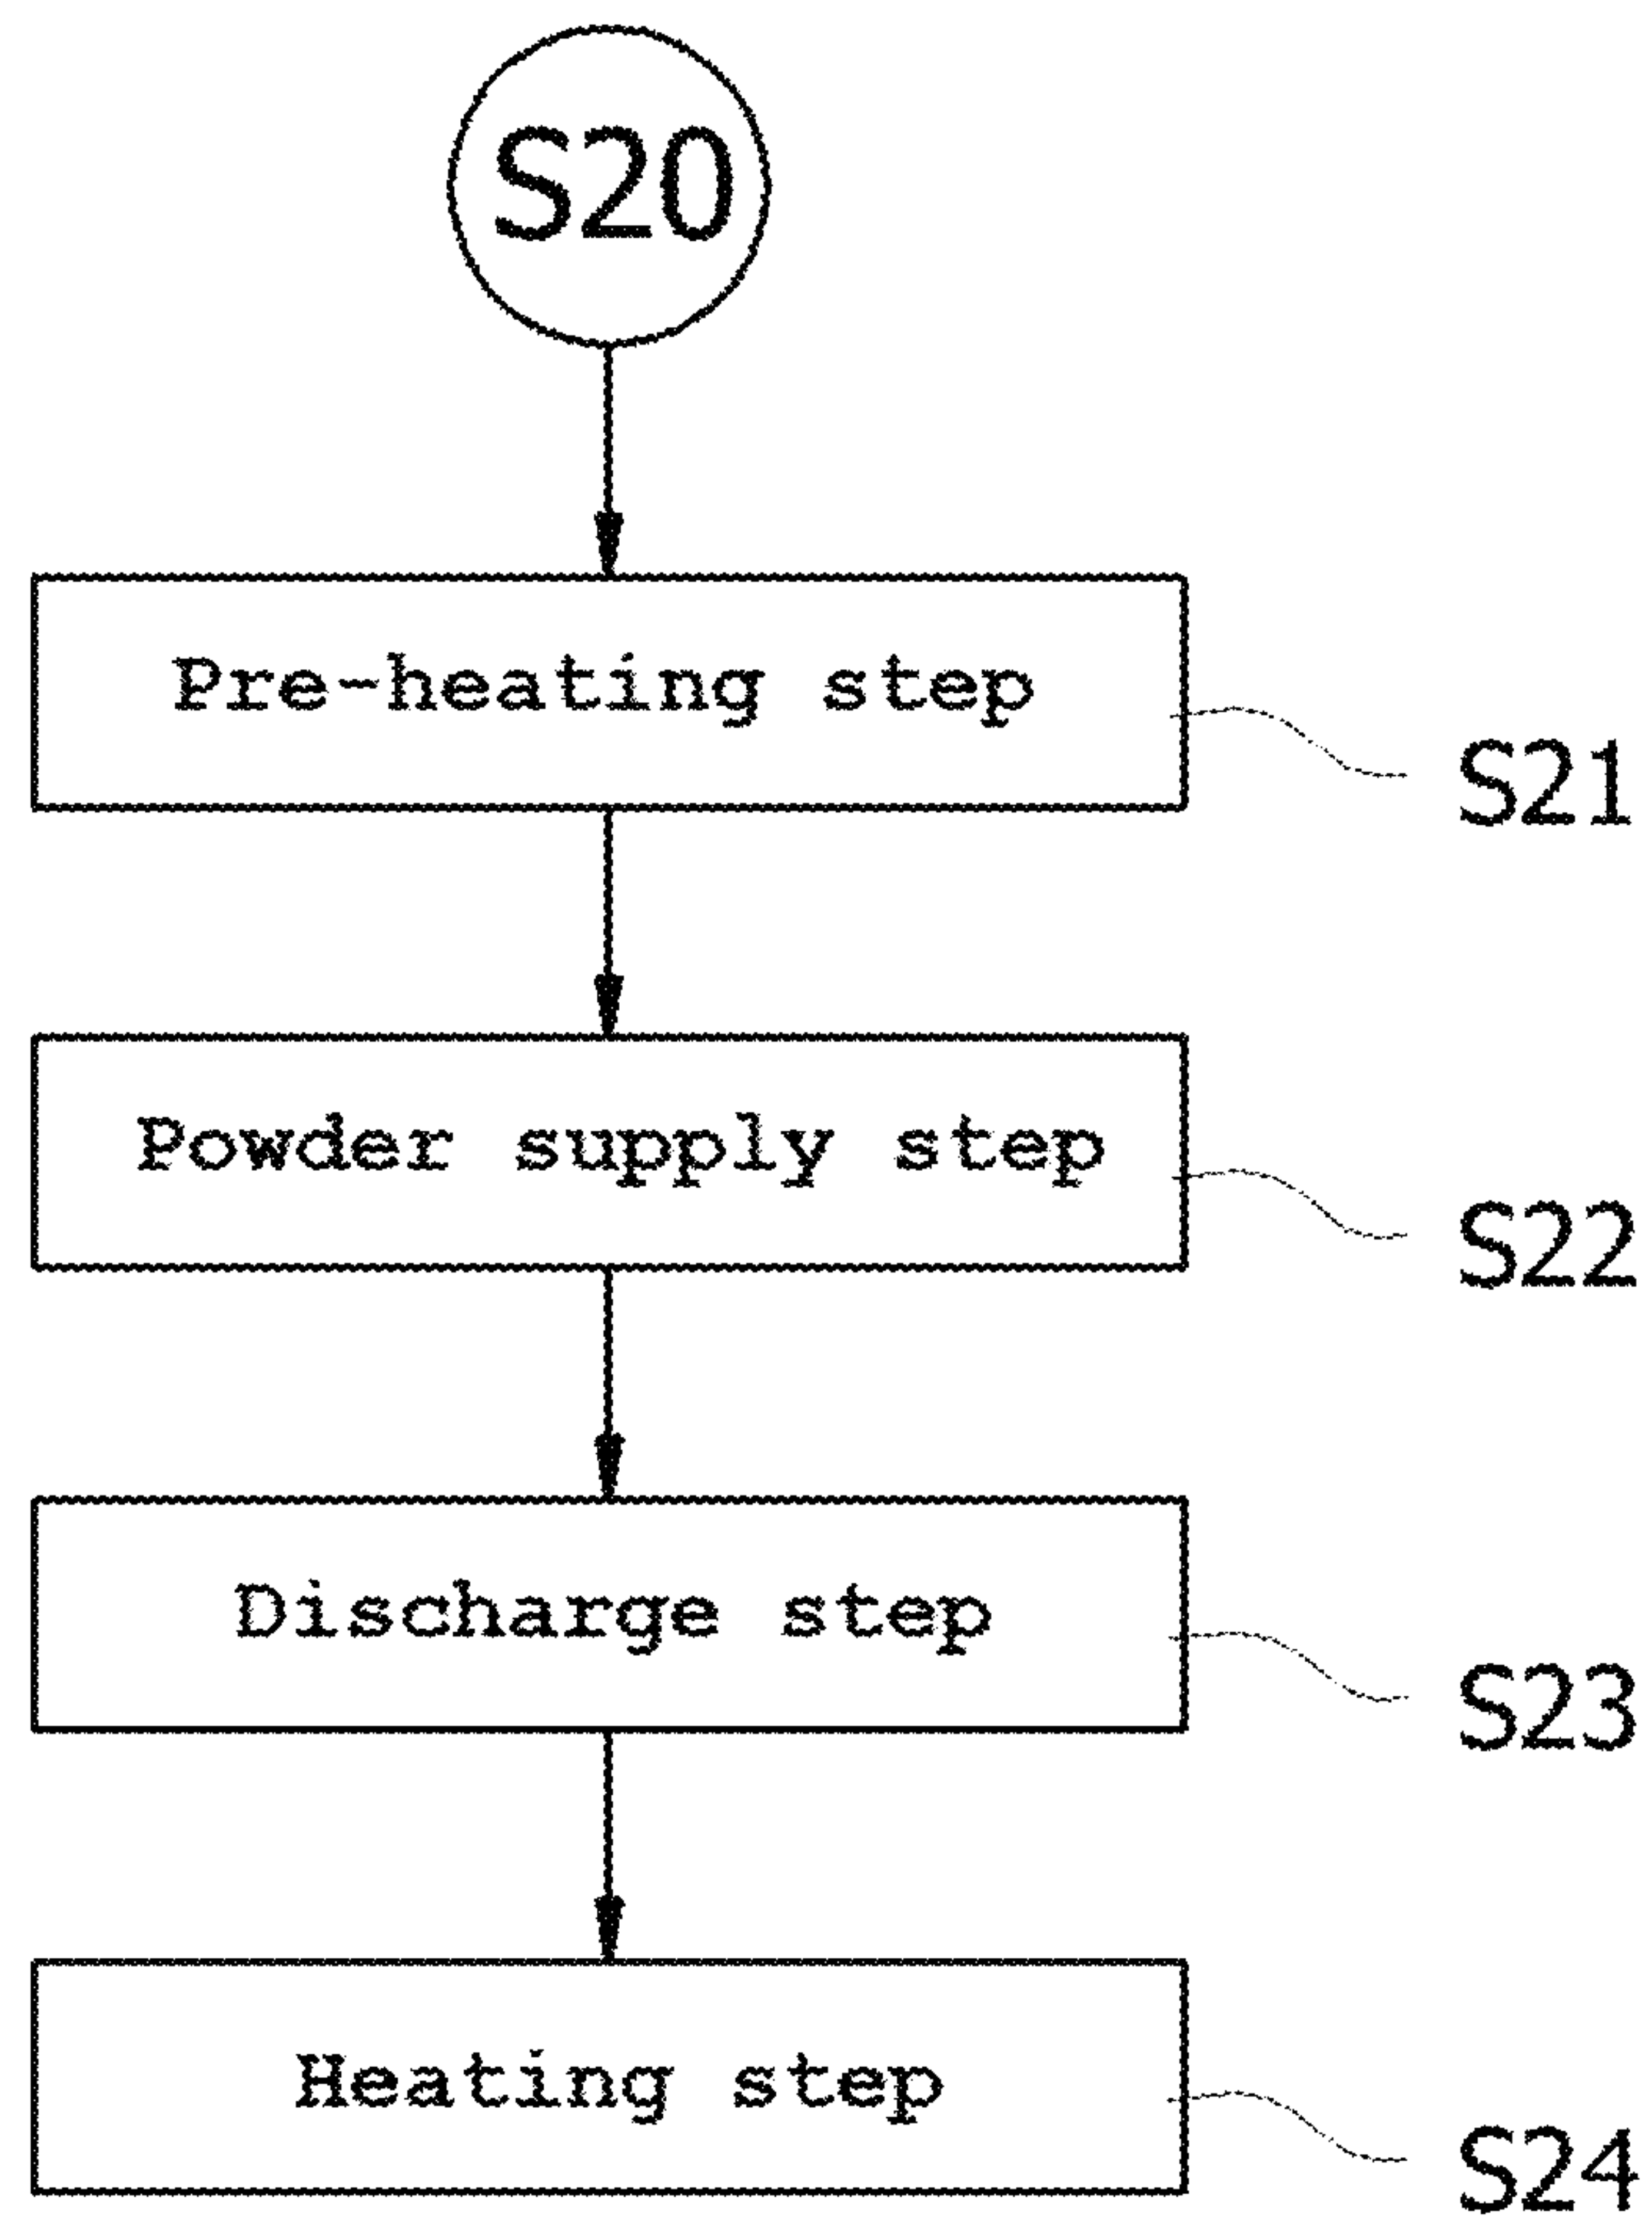 S20
Pre-heating step
S21
Powder supply step
S22
Discharge step
S23
Heating step
S24